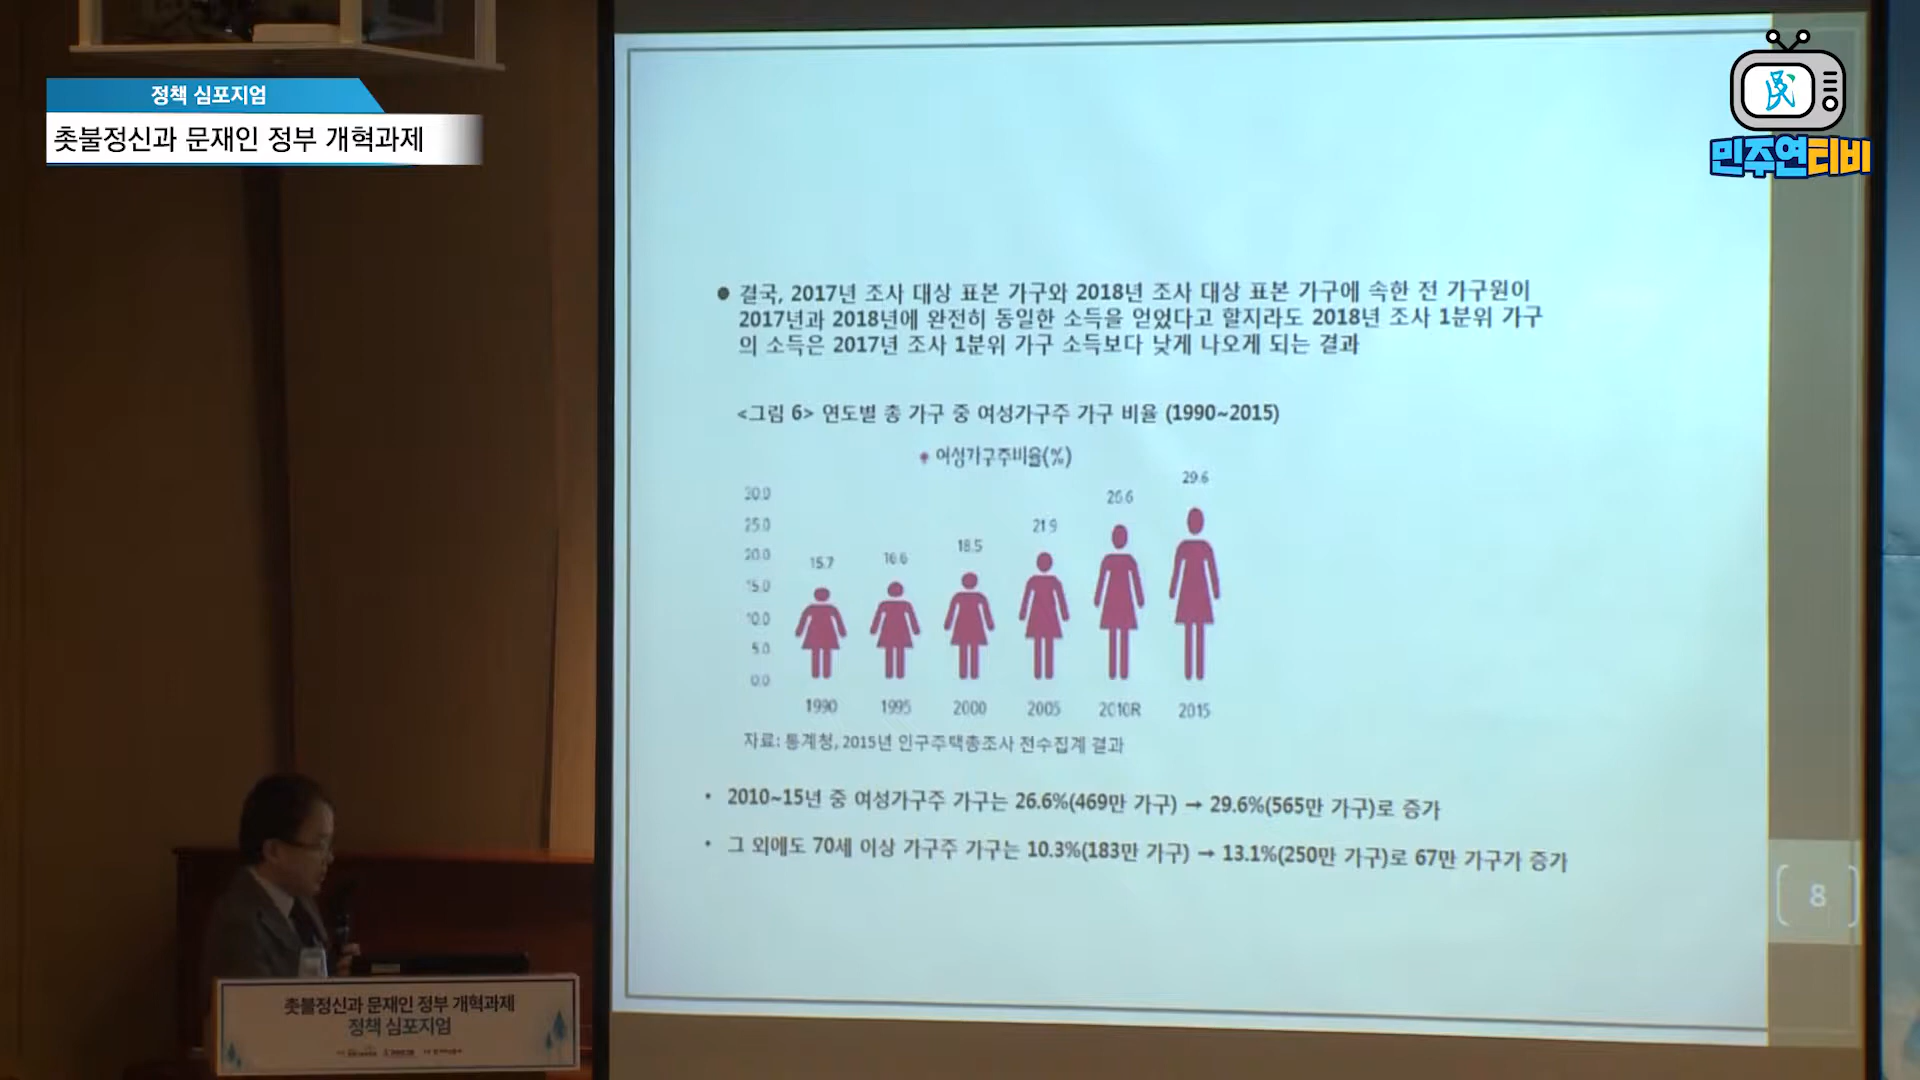 정책 심포지엄
촛불정신과 문재인 정부 개혁과제
민주연티비
● 결국, 2017년 조사 대상 표본 가구와 2018년 조사 대상 표본 가구에 속한 전 가구원이
2017년과 2018년에 완전히 동일한 소득을 얻었다고 할지라도 2018년 조사 1분위 가구
의 소득은 2017년 조사 1분위 가구 소득보다 낮게 나오게 되는 결과
<그림 6> 연도별 총 가구 중 여성가구주 가구 비율 (1990~2015)
여성가구주비율(%)
30.0
25.0
20.0
15.0
10.0
5.0
0.0
15.7
16.6
18.5
21.9
26.6
29.6
1990 1995 2000 2005 2010R 2015
자료: 통계청, 2015년 인구주택총조사 전수집계 결과
• 2010~15년 중 여성가구주 가구는 26.6%(469만 가구) → 29.6%(565만 가구)로 증가
• 그 외에도 70세 이상 가구주 가구는 10.3%(183만 가구) → 13.1%(250만 가구)로 67만 가구가 증가
8
촛불정신과 문재인 정부 개혁과제
정책 심포지엄